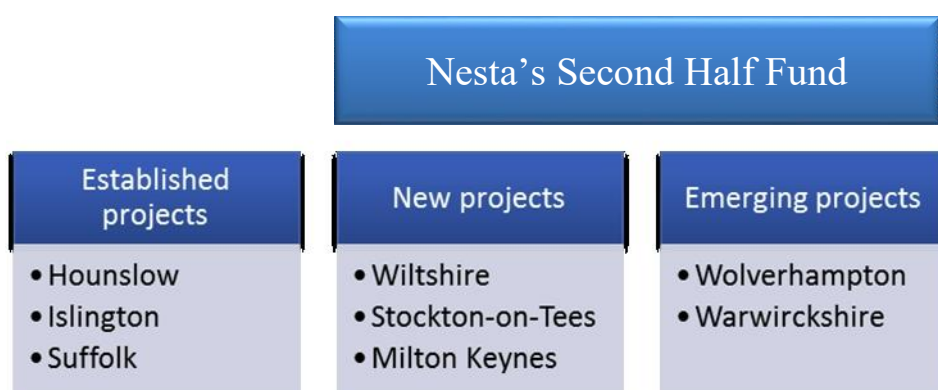 Nesta’s Second Half Fund
Established
projects
• Hounslow
• Islington
• Suffolk
New projects
• Wiltshire
• Stockton-on-Tees
• Milton Keynes
Emerging projects
• Wolverhampton
• Warwirckshire